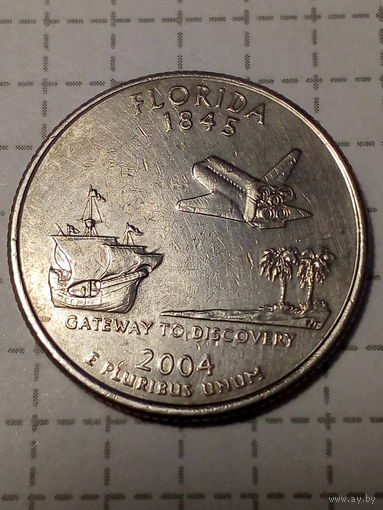 FLORIDA
1845
GATEWAY TO DISCOVERY
2004
E PLURIBUS UNUM
www.ay.by